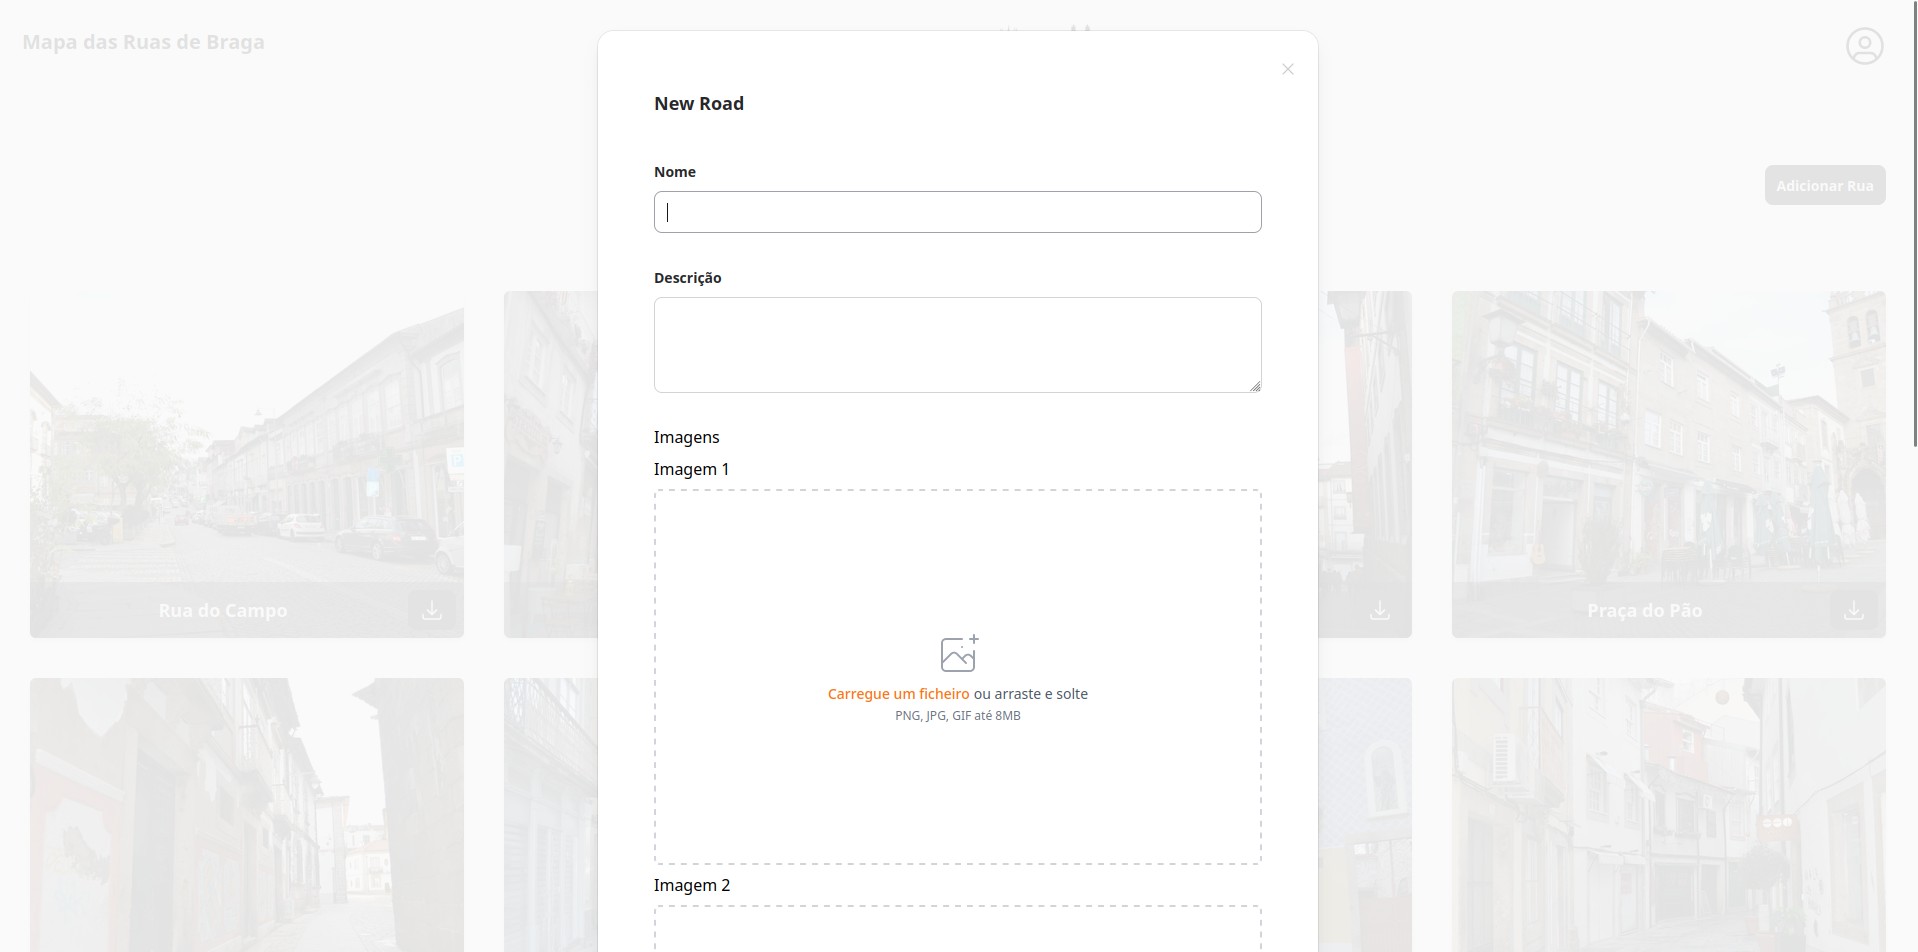 Mapa das Ruas de Braga
New Road
Nome
Adicionar Rua
Descrição
Imagens
Imagem 1
Rua do Campo
Praça do Pão
Carregue um ficheiro ou arraste e solte
PNG, JPG, GIF até 8MB
Imagem 2